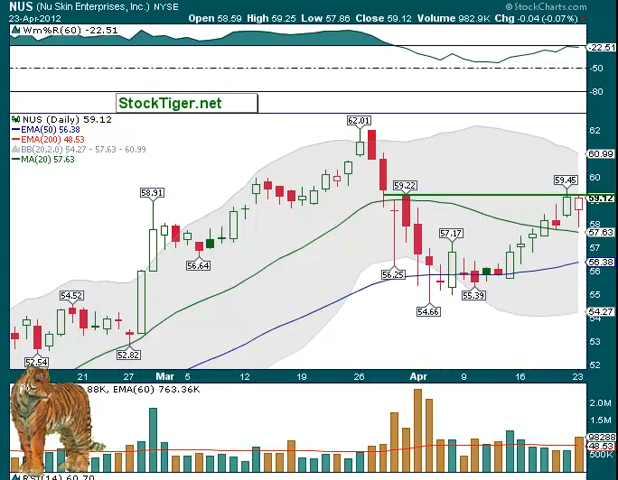 NUS (Nu Skin Enterprises, Inc.) NYSE © StockCharts.com
23-Apr-2012 Open 58.59 High 59.25 Low 57.86 Close 59.12 Volume 982.9K Chg -0.04 (-0.07%)
Wm%R(60) -22.51
-22.51
-50
-80
StockTiger.net
NUS (Daily) 59.12
EMA(50) 56.38
EMA(200) 48.53
BB(20,2.0) 54.27 - 57.63 - 60.99
MA(20) 57.63
62.01
62
60.99
60
59.45
59.22
59.12
58.91
58
57.63
57.17
57
56.64
56.38
56.25
56
55.39
55
54.66
54.52
54.27
54
53
52.82
52.54
52
21 27 Mar 5 12 19 26 Apr 9 16 23
88K, EMA(60) 763.36K
2.0M
1.5M
98288
48.53
500K
RSI(14) 60.70